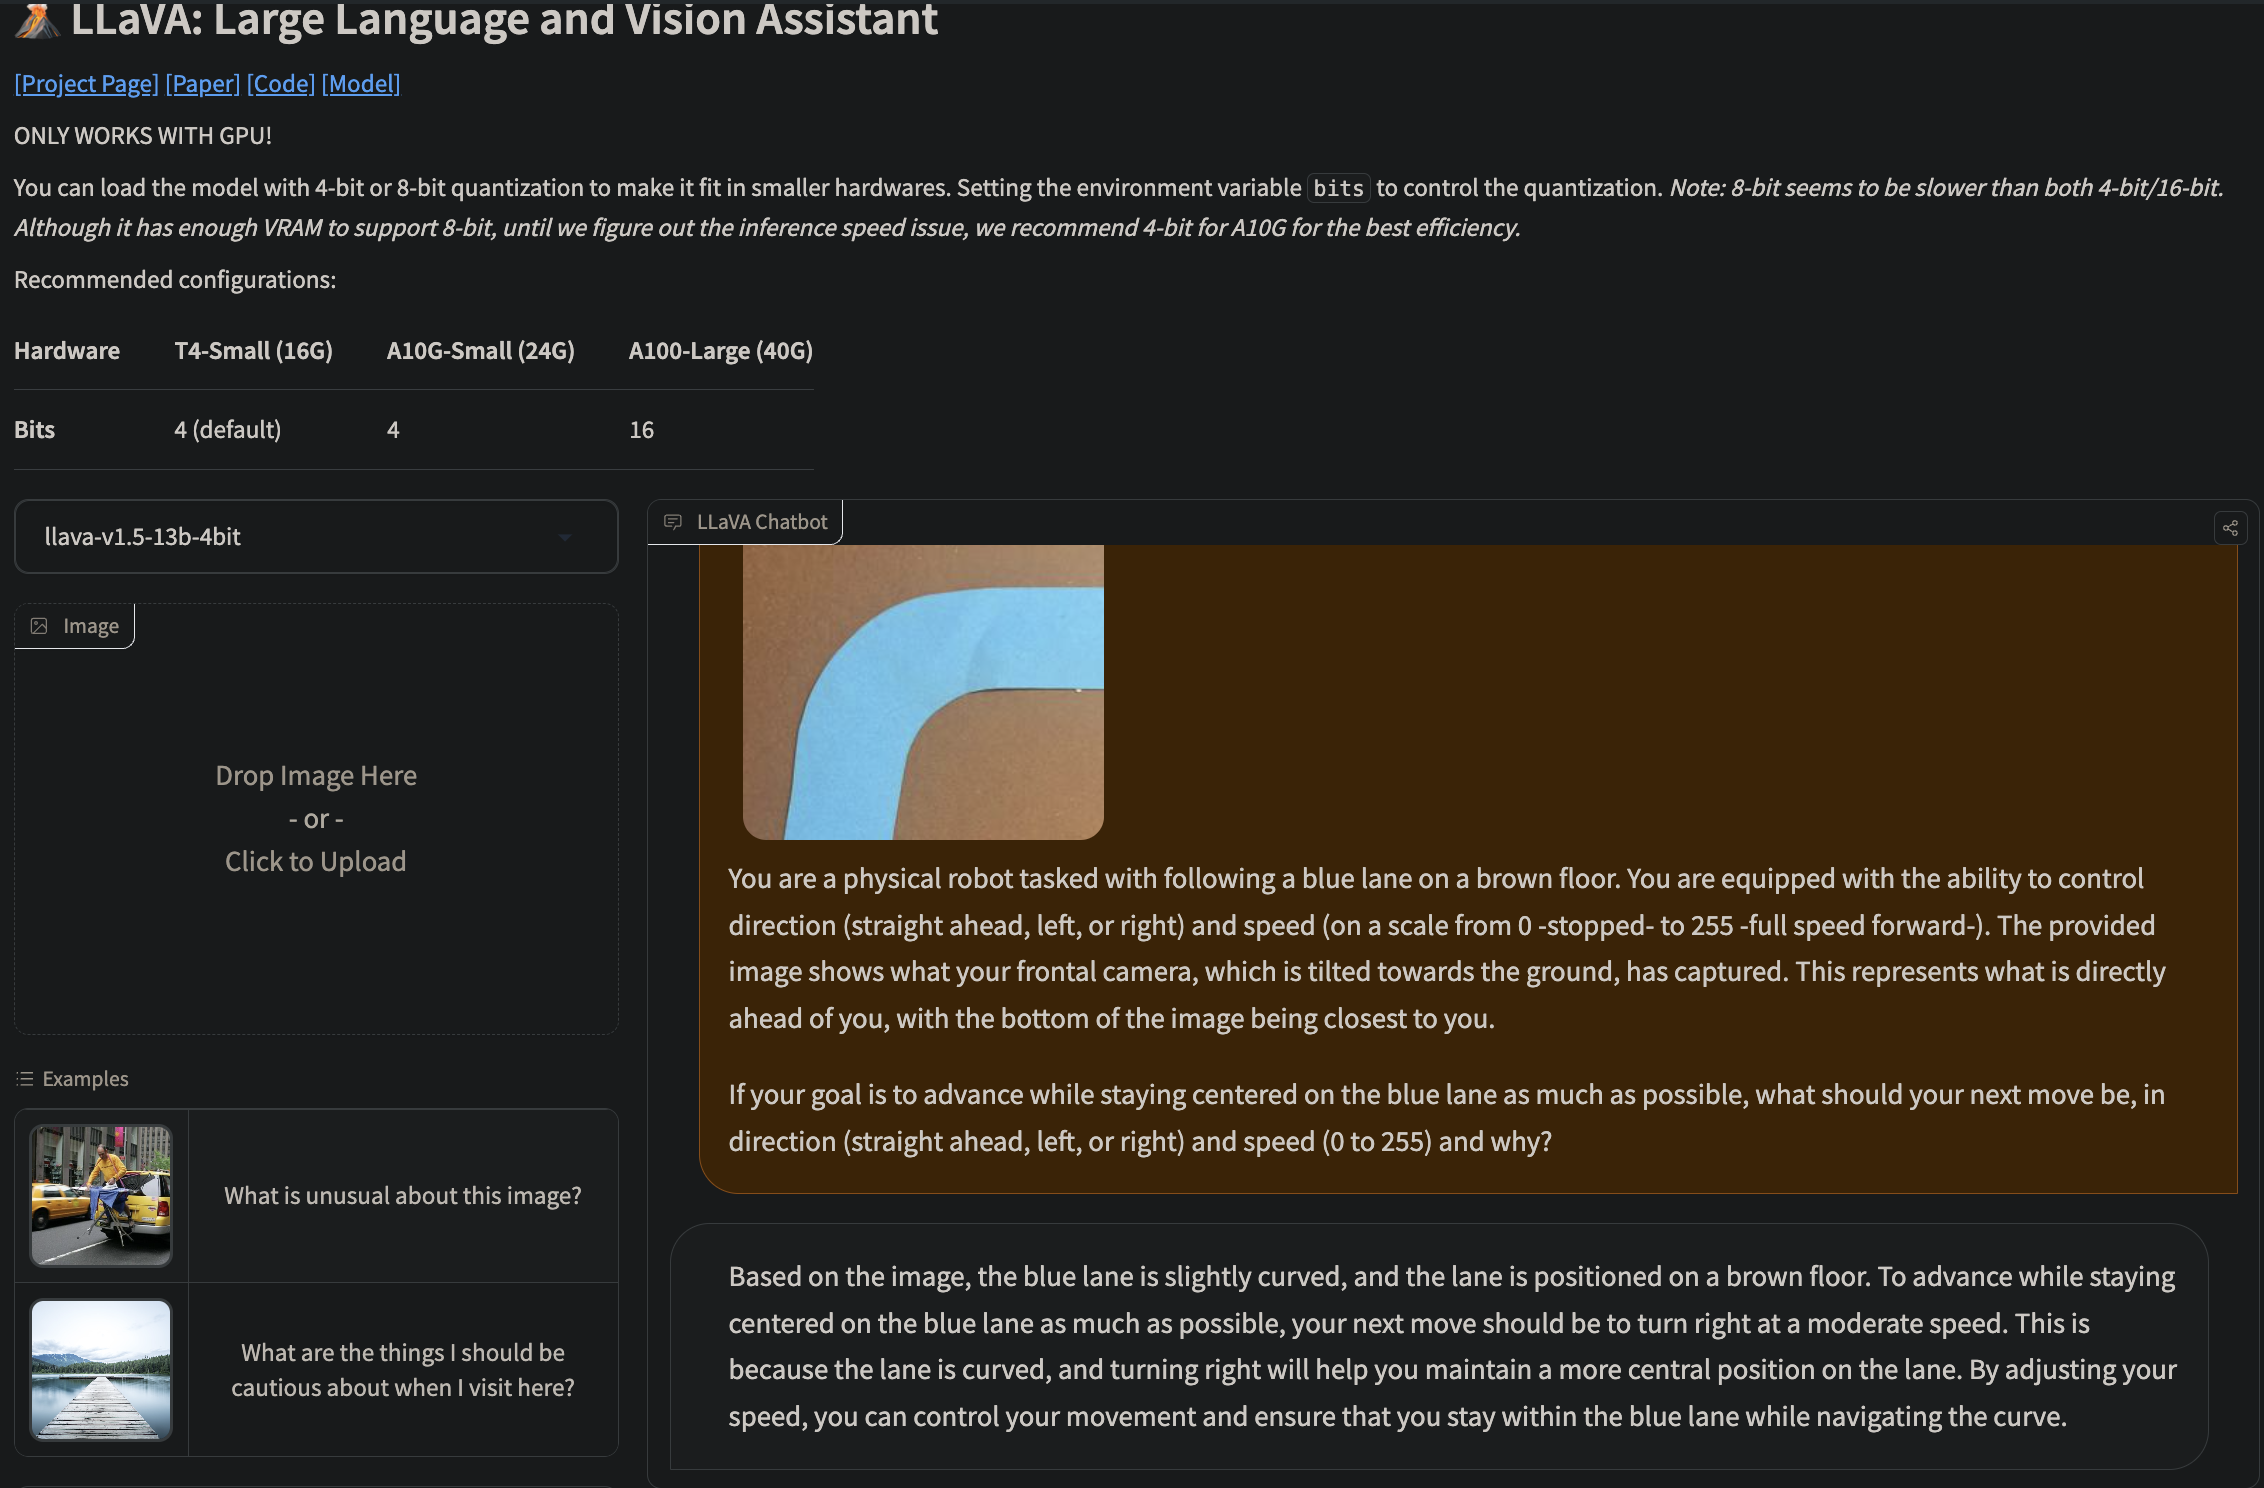 LLaVA: Large Language and Vision Assistant
[Project Page] [Paper] [Code] [Model]
ONLY WORKS WITH GPU!
You can load the model with 4-bit or 8-bit quantization to make it fit in smaller hardwares. Setting the environment variable bits to control the quantization. Note: 8-bit seems to be slower than both 4-bit/16-bit.
Although it has enough VRAM to support 8-bit, until we figure out the inference speed issue, we recommend 4-bit for A10G for the best efficiency.
Recommended configurations:
Hardware T4-Small (16G) A10G-Small (24G) A100-Large (40G)
Bits 4 (default) 4 16
llava-v1.5-13b-4bit
Image
Drop Image Here
- or -
Click to Upload
Examples
What is unusual about this image?
What are the things I should be
cautious about when I visit here?
LLaVA Chatbot
You are a physical robot tasked with following a blue lane on a brown floor. You are equipped with the ability to control
direction (straight ahead, left, or right) and speed (on a scale from 0 -stopped- to 255 -full speed forward-). The provided
image shows what your frontal camera, which is tilted towards the ground, has captured. This represents what is directly
ahead of you, with the bottom of the image being closest to you.
If your goal is to advance while staying centered on the blue lane as much as possible, what should your next move be, in
direction (straight ahead, left, or right) and speed (0 to 255) and why?
Based on the image, the blue lane is slightly curved, and the lane is positioned on a brown floor. To advance while staying
centered on the blue lane as much as possible, your next move should be to turn right at a moderate speed. This is
because the lane is curved, and turning right will help you maintain a more central position on the lane. By adjusting your
speed, you can control your movement and ensure that you stay within the blue lane while navigating the curve.